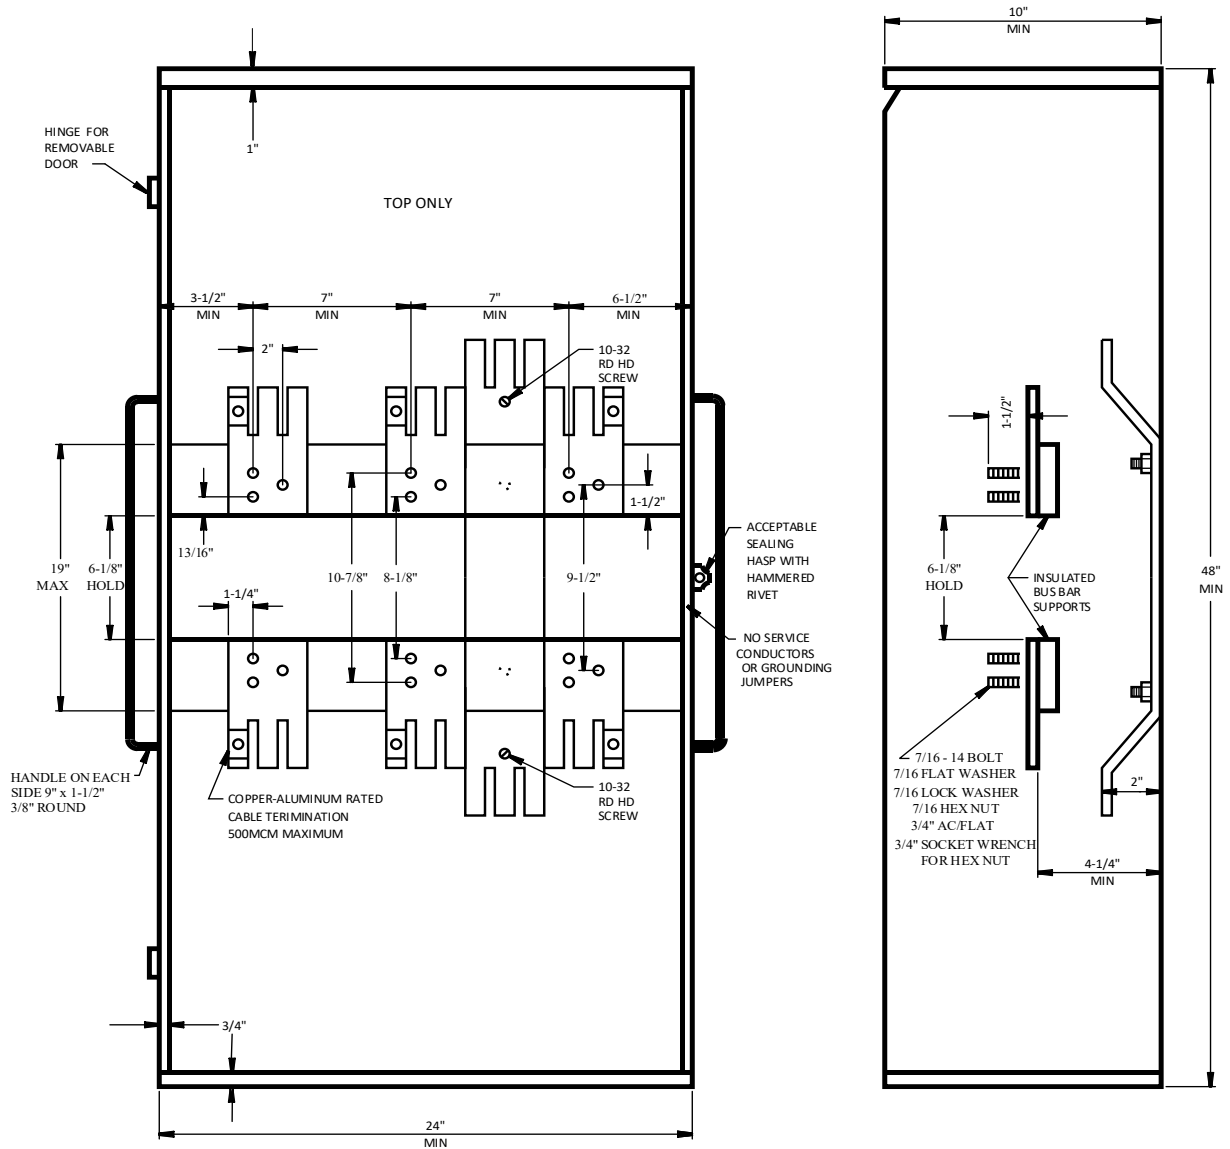 10"
MIN
1"
HINGE FOR
REMOVABLE
DOOR
TOP ONLY
3-1/2"
MIN
7"
MIN
7"
MIN
6-1/2"
MIN
2"
10-32
RD HD
SCREW
1-1/2"
1-1/2"
13/16"
19"
MAX
6-1/8"
HOLD
10-7/8"
8-1/8"
9-1/2"
1-1/4"
ACCEPTABLE
SEALING
HASP WITH
HAMMERED
RIVET
6-1/8"
HOLD
INSULATED
BUS BAR
SUPPORTS
48"
MIN
NO SERVICE
CONDUCTORS
OR GROUNDING
JUMPERS
HANDLE ON EACH
SIDE 9" x 1-1/2"
3/8" ROUND
COPPER-ALUMINUM RATED
CABLE TERIMINATION
500MCM MAXIMUM
10-32
RD HD
SCREW
7/16 - 14 BOLT
7/16 FLAT WASHER
7/16 LOCK WASHER
7/16 HEX NUT
3/4" AC/FLAT
3/4" SOCKET WRENCH
FOR HEX NUT
2"
4-1/4"
MIN
3/4"
24"
MIN